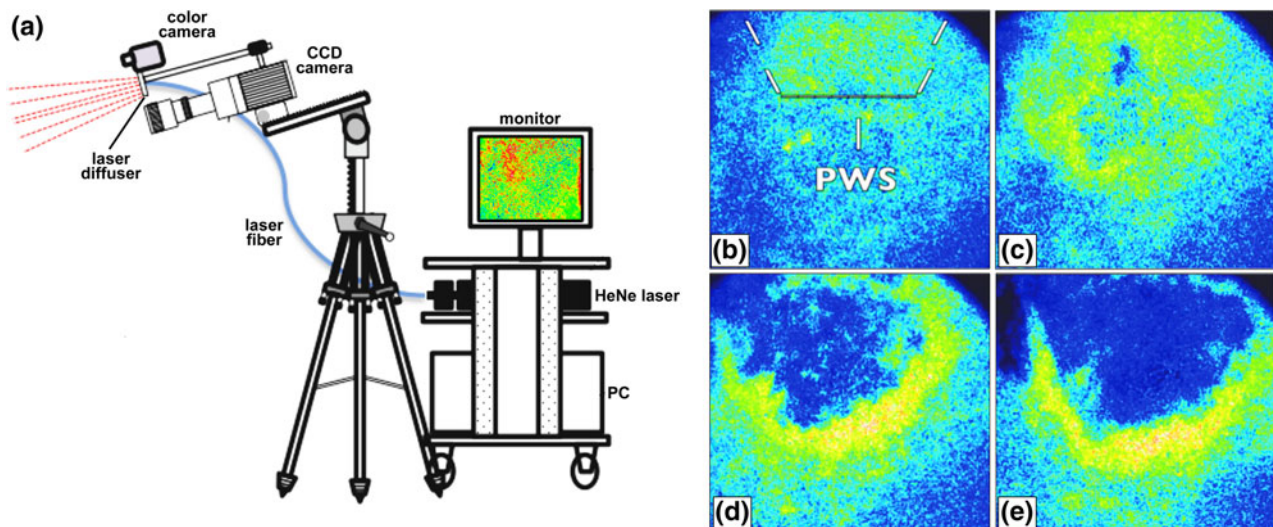 (a)
color
camera
CCD
camera
laser
diffuser
laser
fiber
monitor
HeNe laser
PC
PWS
(b)
(c)
(d)
(e)